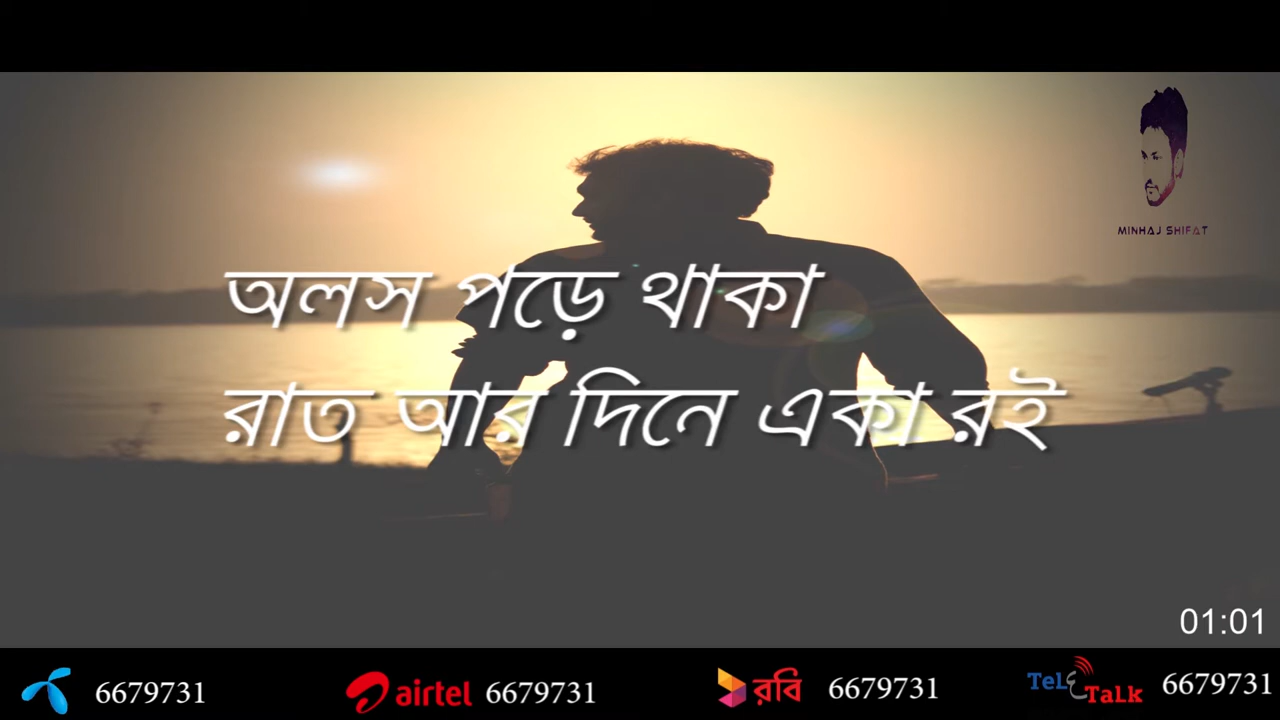 MINHAJ SHIFAT
অলস পড়ে থাকা
রাত আর দিনে একা রই
01:01
6679731 airtel 6679731 রবি 6679731 TeleTalk 6679731